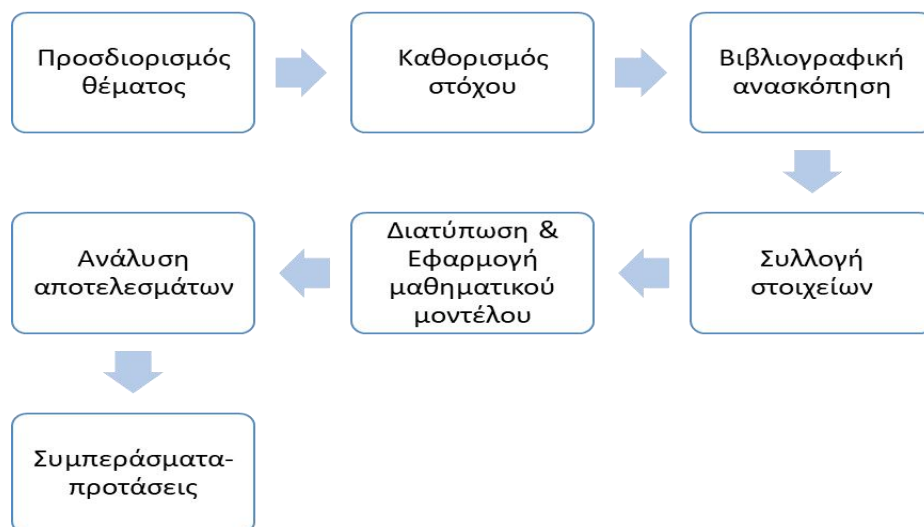 Προσδιορισμός
θέματος
Καθορισμός
στόχου
Βιβλιογραφική
ανασκόπηση
Συλλογή
στοιχείων
Διατύπωση &
Εφαρμογή
μαθηματικού
μοντέλου
Ανάλυση
αποτελεσμάτων
Συμπεράσματα-
προτάσεις